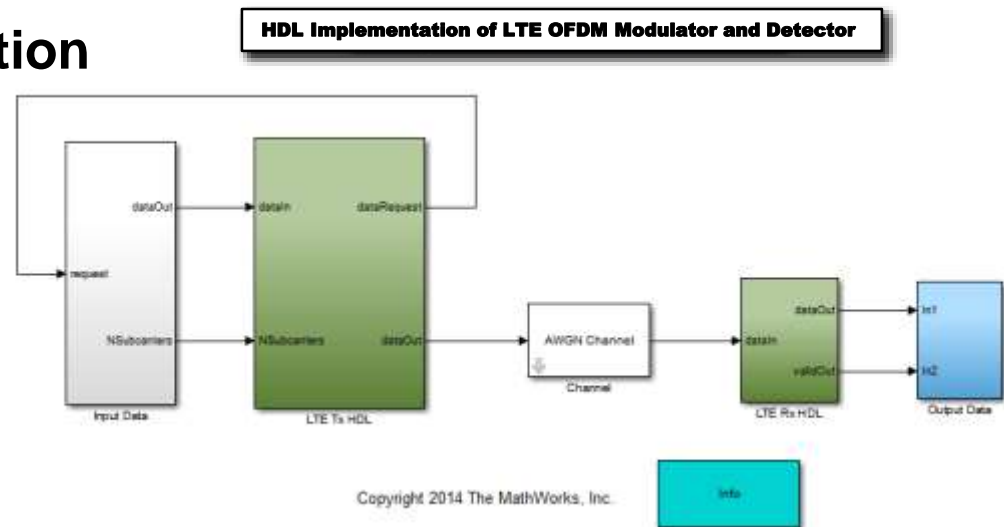 HDL Implementation of LTE OFDM Modulator and Detector
tion
dataOut
dataIn
dataRequest
request
NSubcarriers
NSubcarriers
dataOut
Input Data
LTE Tx HDL
AWGN Channel
Channel
dataIn
dataOut
validOut
LTE Rx HDL
In1
In2
Output Data
Copyright 2014 The MathWorks, Inc.
Info